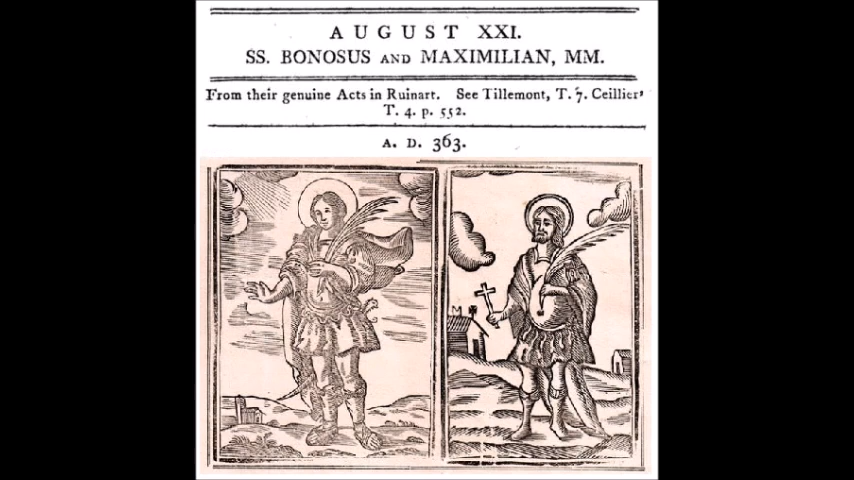 AUGUST XXI.
SS. BONOSUS AND MAXIMILIAN, MM.
From their genuine Acts in Ruinart. See Tillemont, T. 7. Ceillier,
T. 4. p. 552.
A. D. 363.